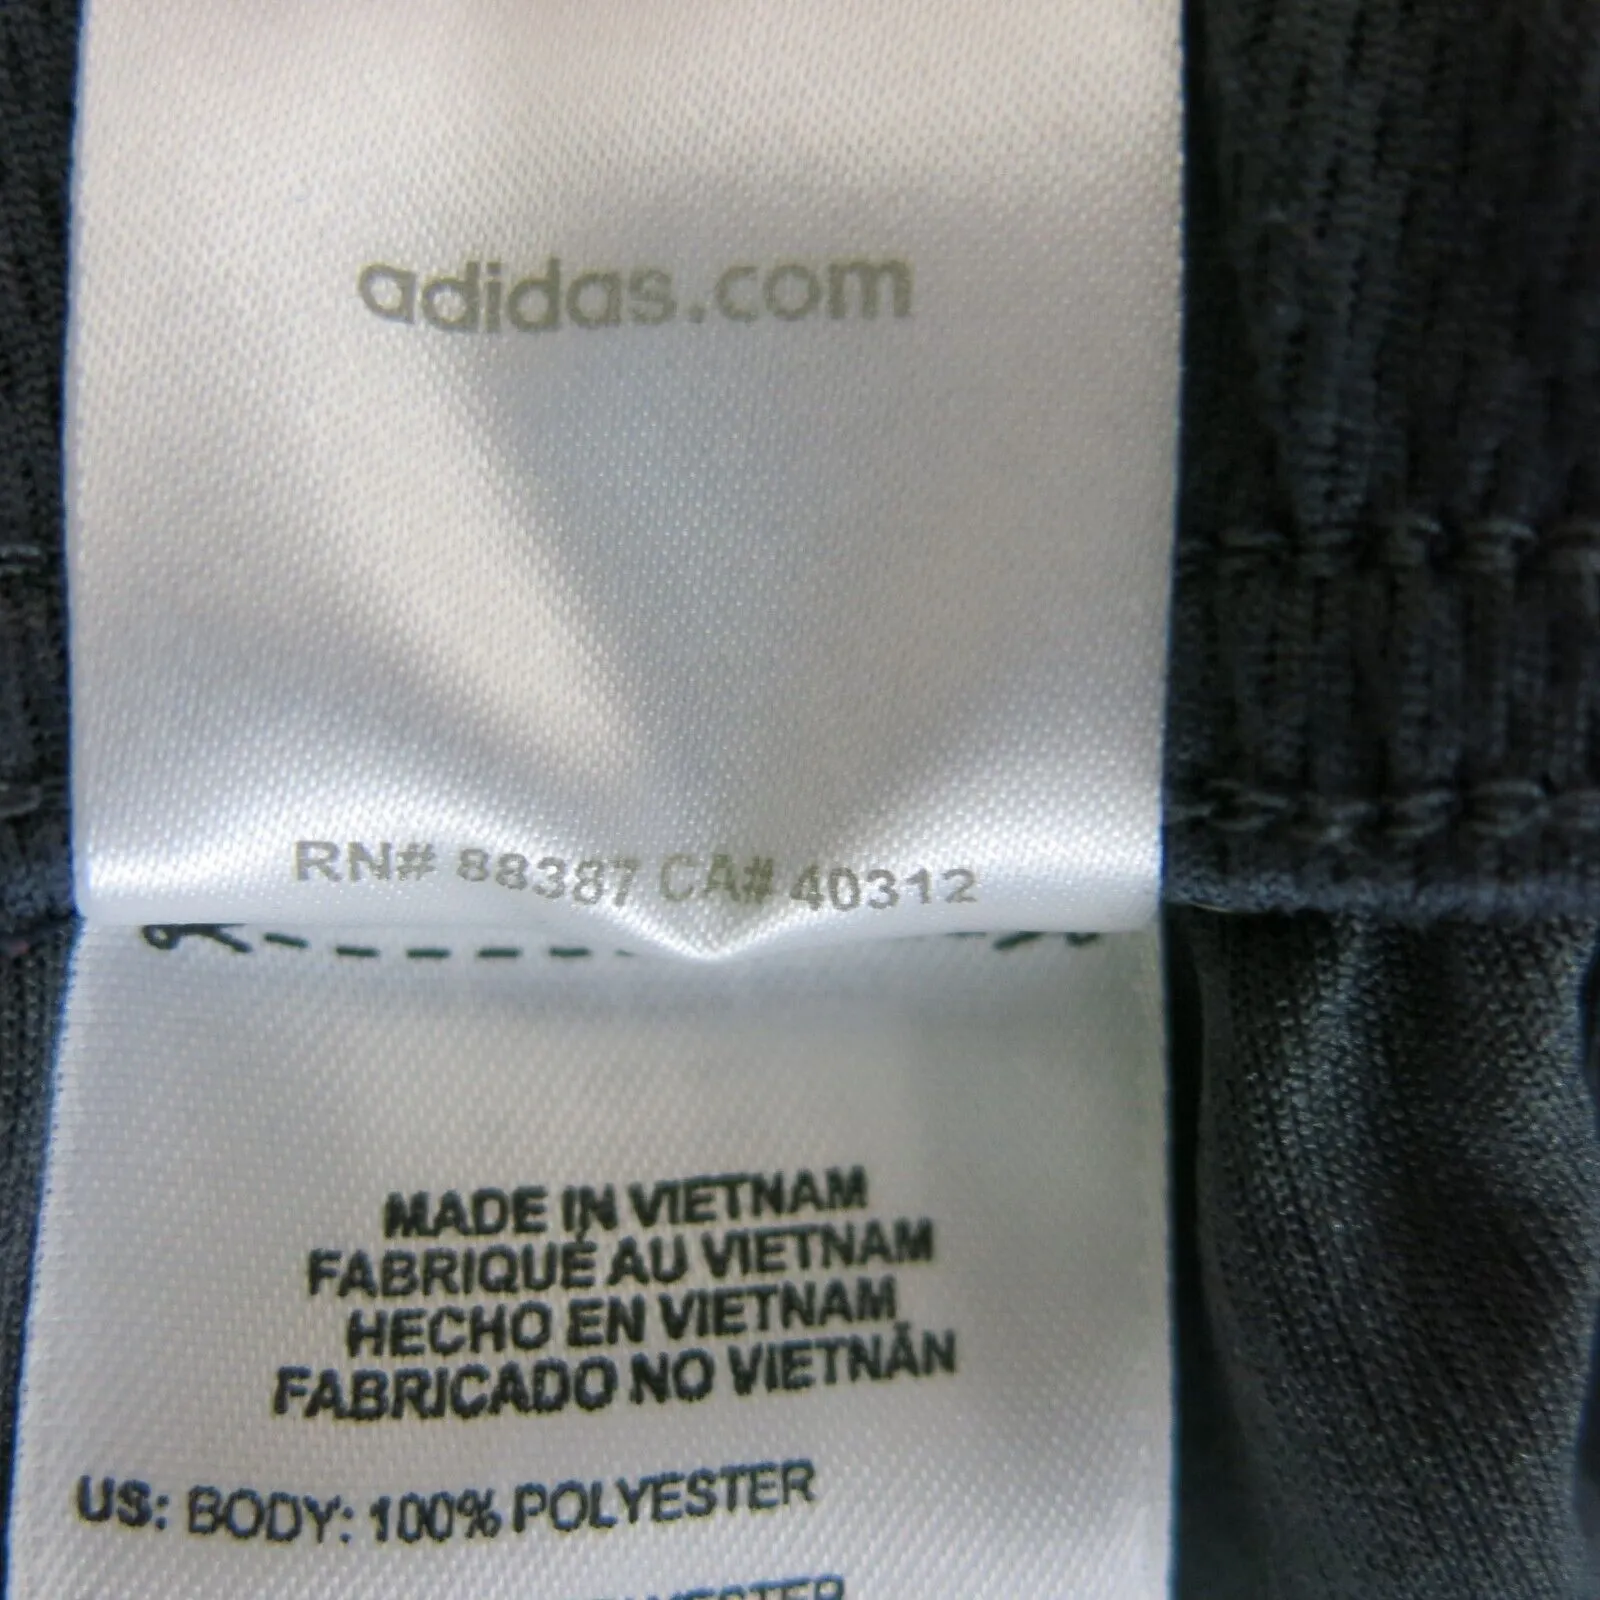 adidas.com
RN# 88387 CA# 40312
MADE IN VIETNAM
FABRIQUÉ AU VIETNAM
HECHO EN VIETNAM
FABRICADO NO VIETNÃN
US: BODY: 100% POLYESTER